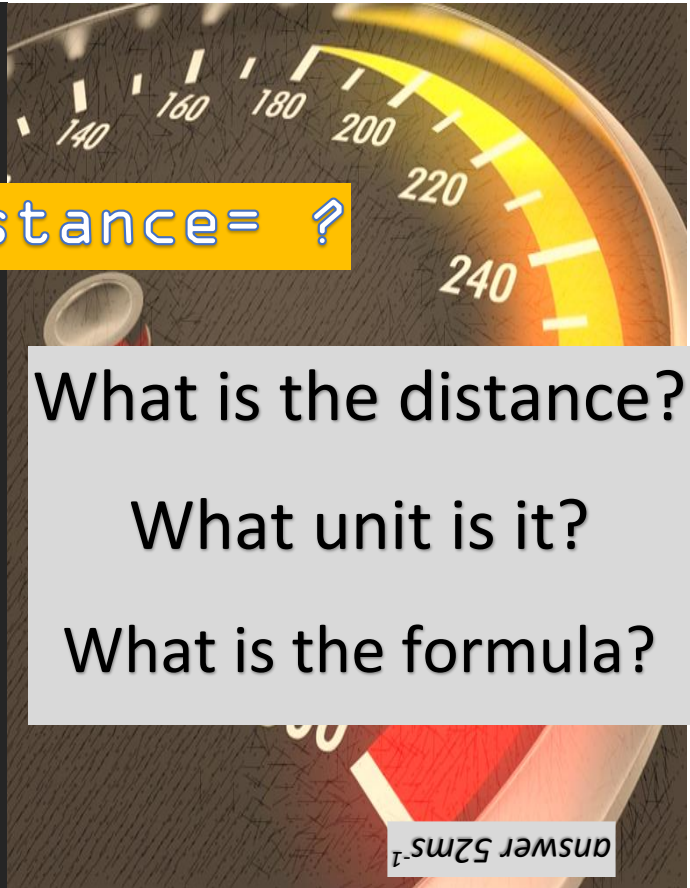 140
160
180
200
220
stance= ?
240
What is the distance?
What unit is it?
What is the formula?
answer 52ms⁻¹